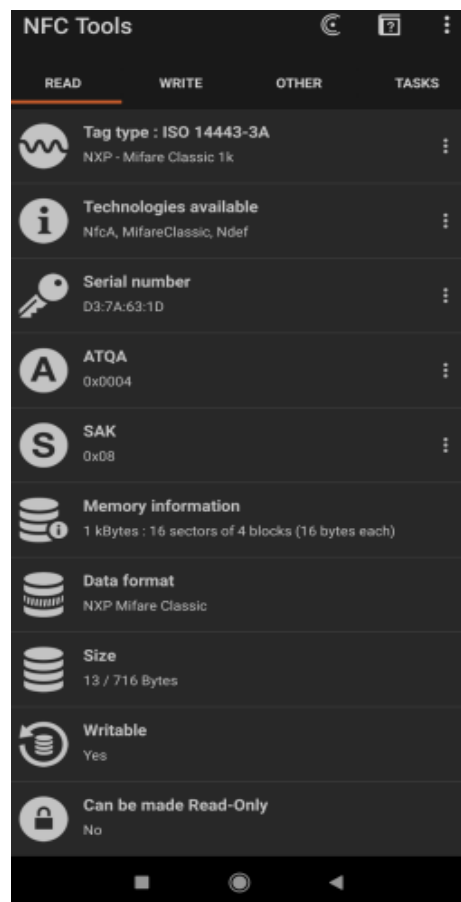 NFC Tools
READ WRITE OTHER TASKS
Tag type : ISO 14443-3A
NXP - Mifare Classic 1k
Technologies available
NfcA, MifareClassic, Ndef
Serial number
D3:7A:63:1D
A
ATQA
0x0004
S
SAK
0x08
Memory information
1 kBytes : 16 sectors of 4 blocks (16 bytes each)
Data format
NXP Mifare Classic
Size
13 / 716 Bytes
Writable
Yes
Can be made Read-Only
No